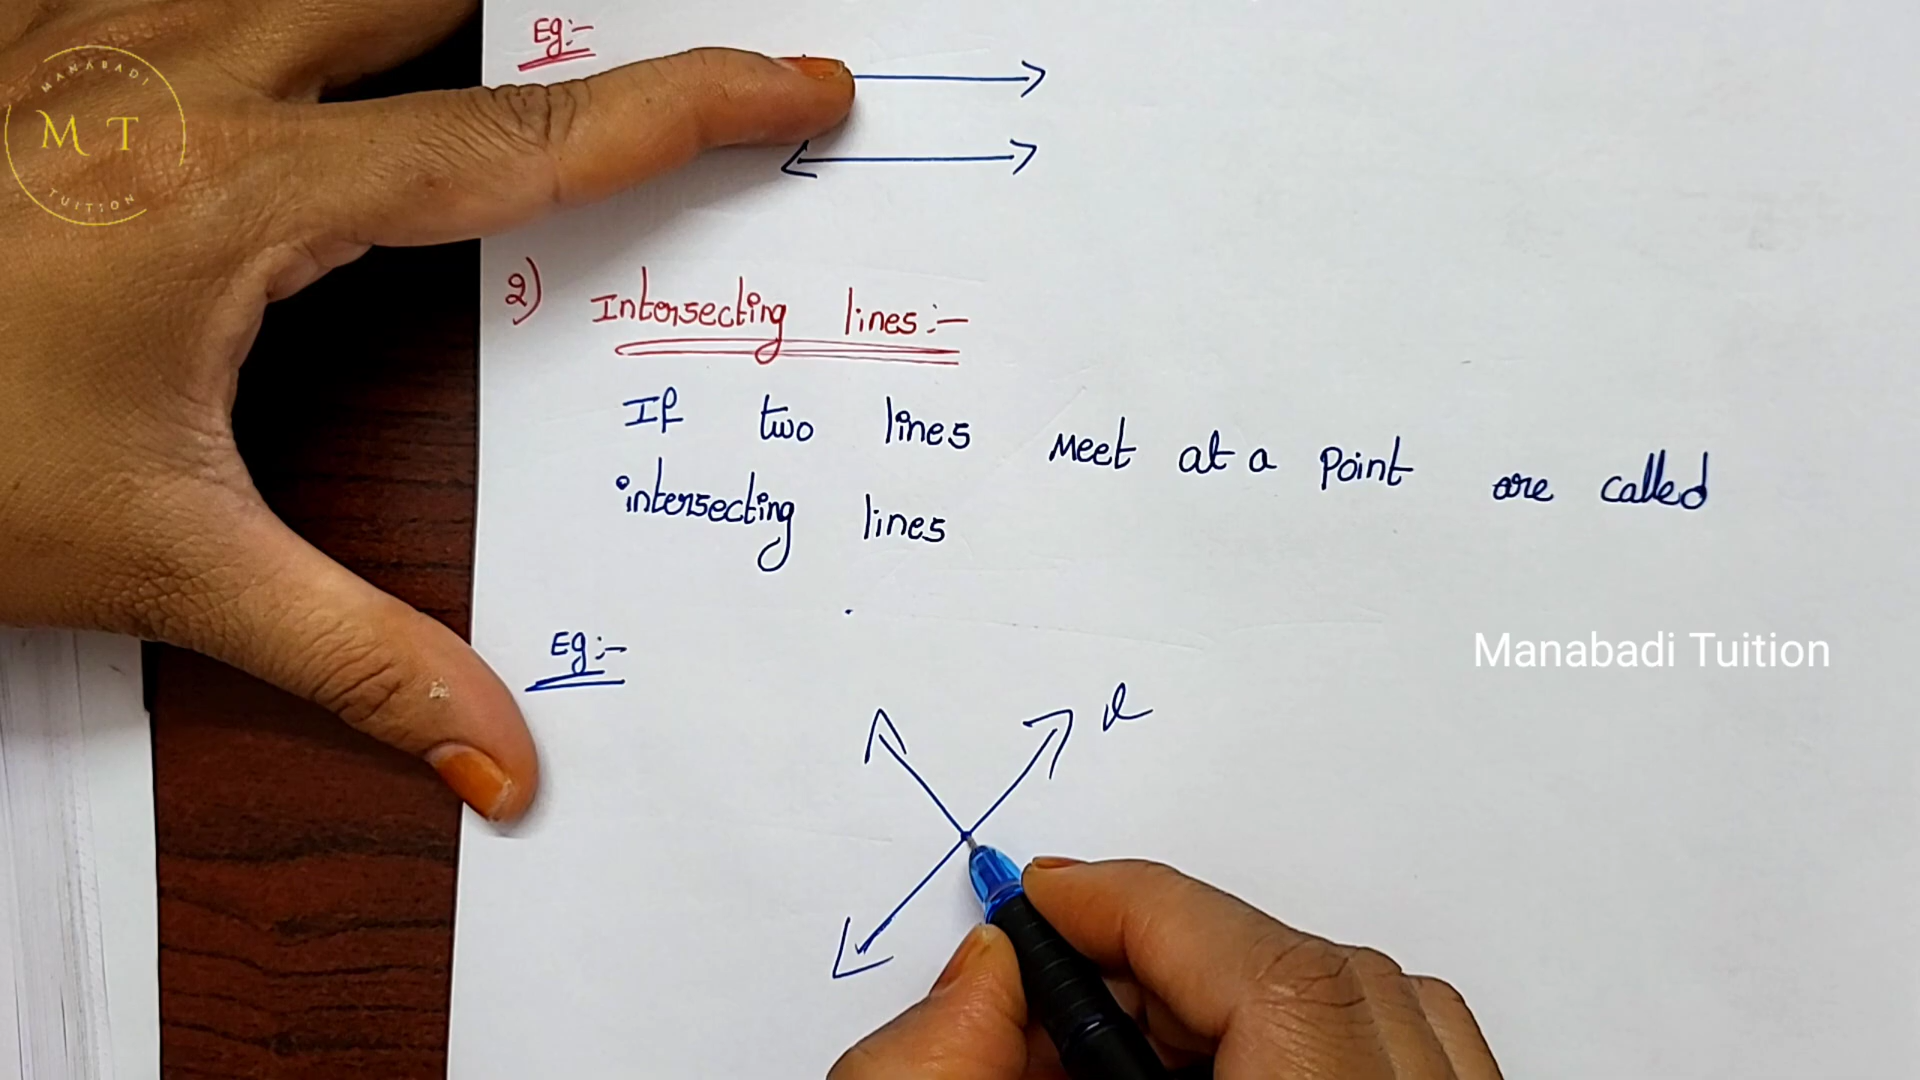 MANABADI
M T
TUITION
Eg:-
2) Intersecting lines:-
If two lines meet at a point are called
intersecting lines
Eg:-
Manabadi Tuition
l